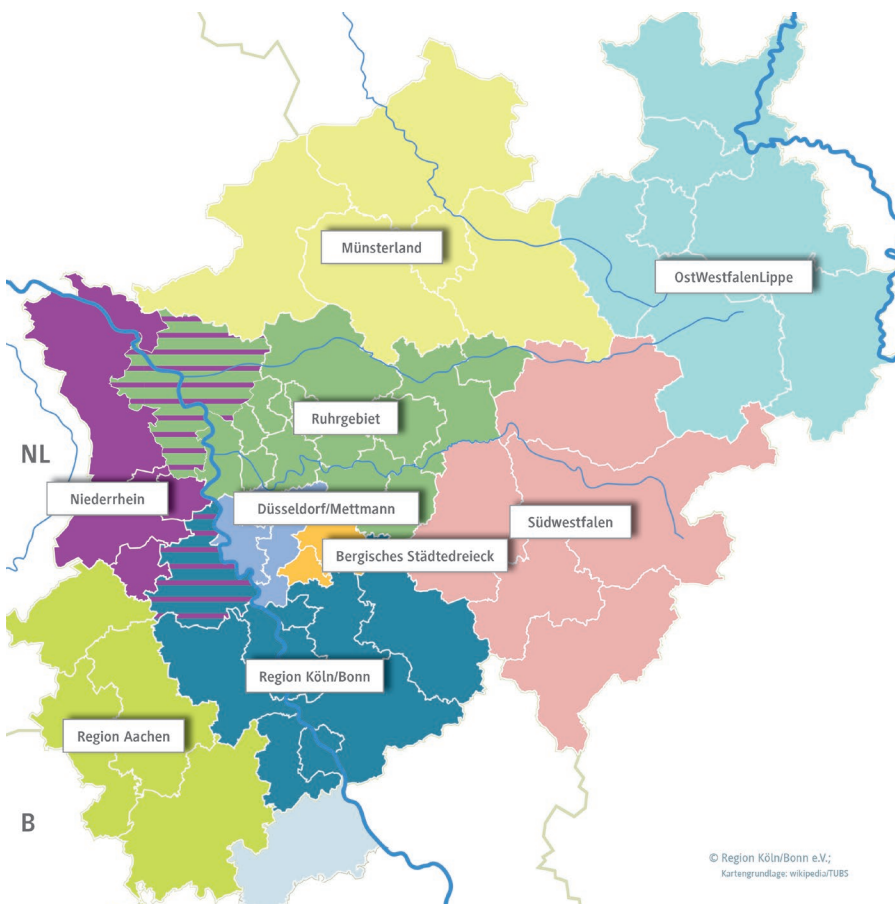 Münsterland
OstWestfalenLippe
Ruhrgebiet
NL
Niederrhein
Düsseldorf/Mettmann
Südwestfalen
Bergisches Städtedreieck
Region Köln/Bonn
Region Aachen
B
© Region Köln/Bonn e.V.;
Kartengrundlage: wikipedia/TUBS